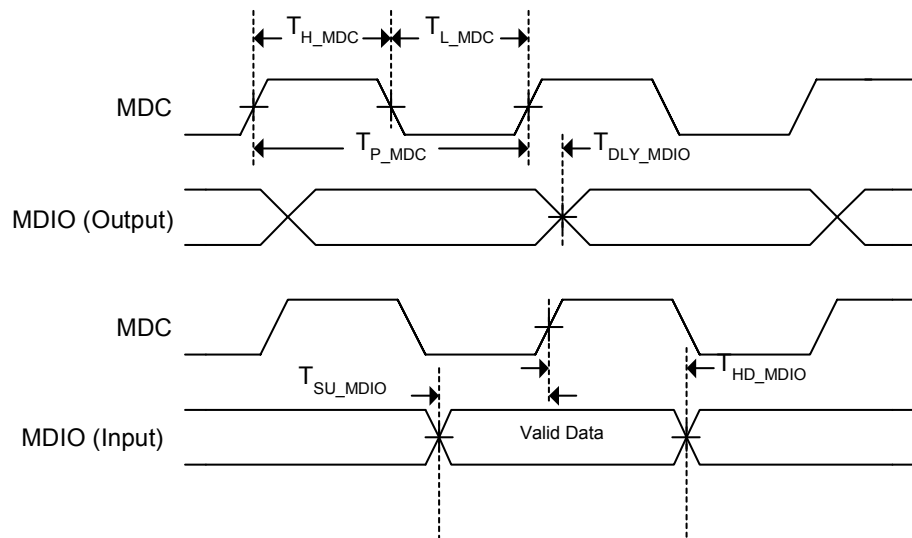 T_H_MDC T_L_MDC
MDC
T_P_MDC T_DLY_MDIO
MDIO (Output)
MDC
T_SU_MDIO T_HD_MDIO
MDIO (Input) Valid Data